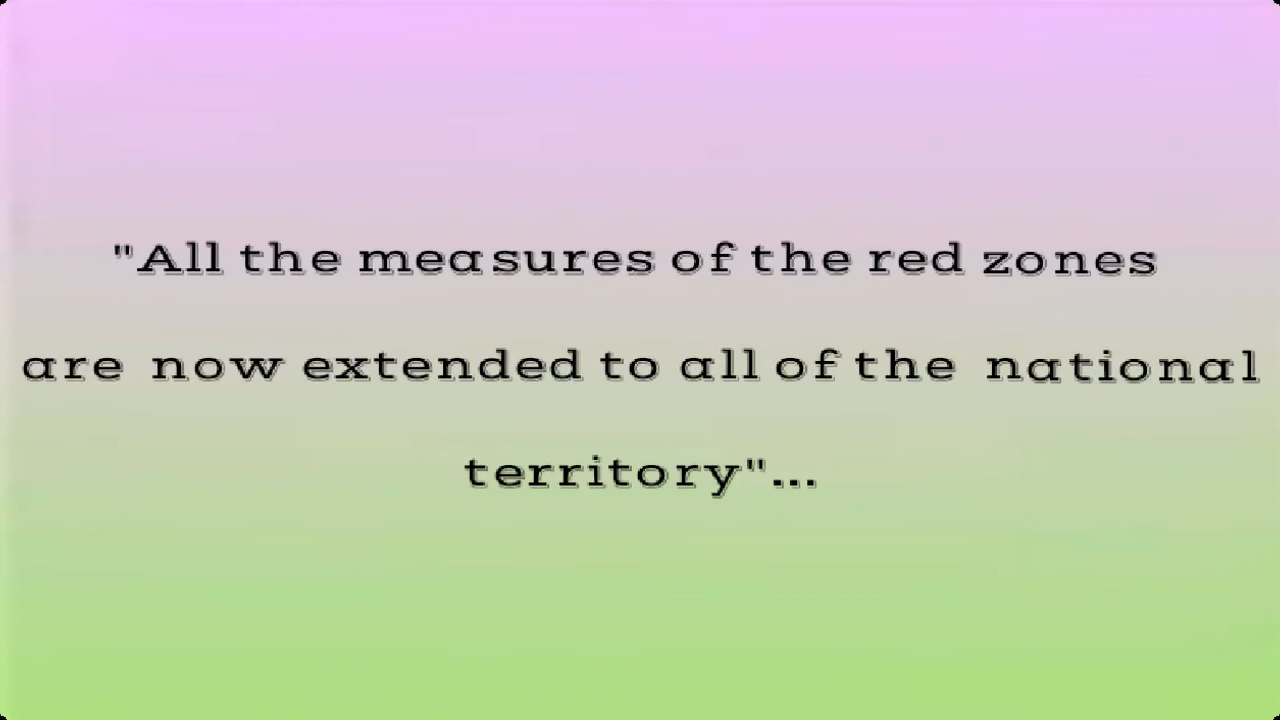 "All the measures of the red zones
are now extended to all of the national
territory"...